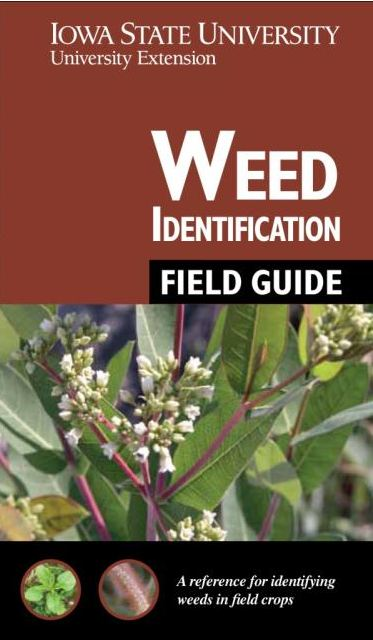 IOWA STATE UNIVERSITY
University Extension
WEED
IDENTIFICATION
FIELD GUIDE
A reference for identifying
weeds in field crops